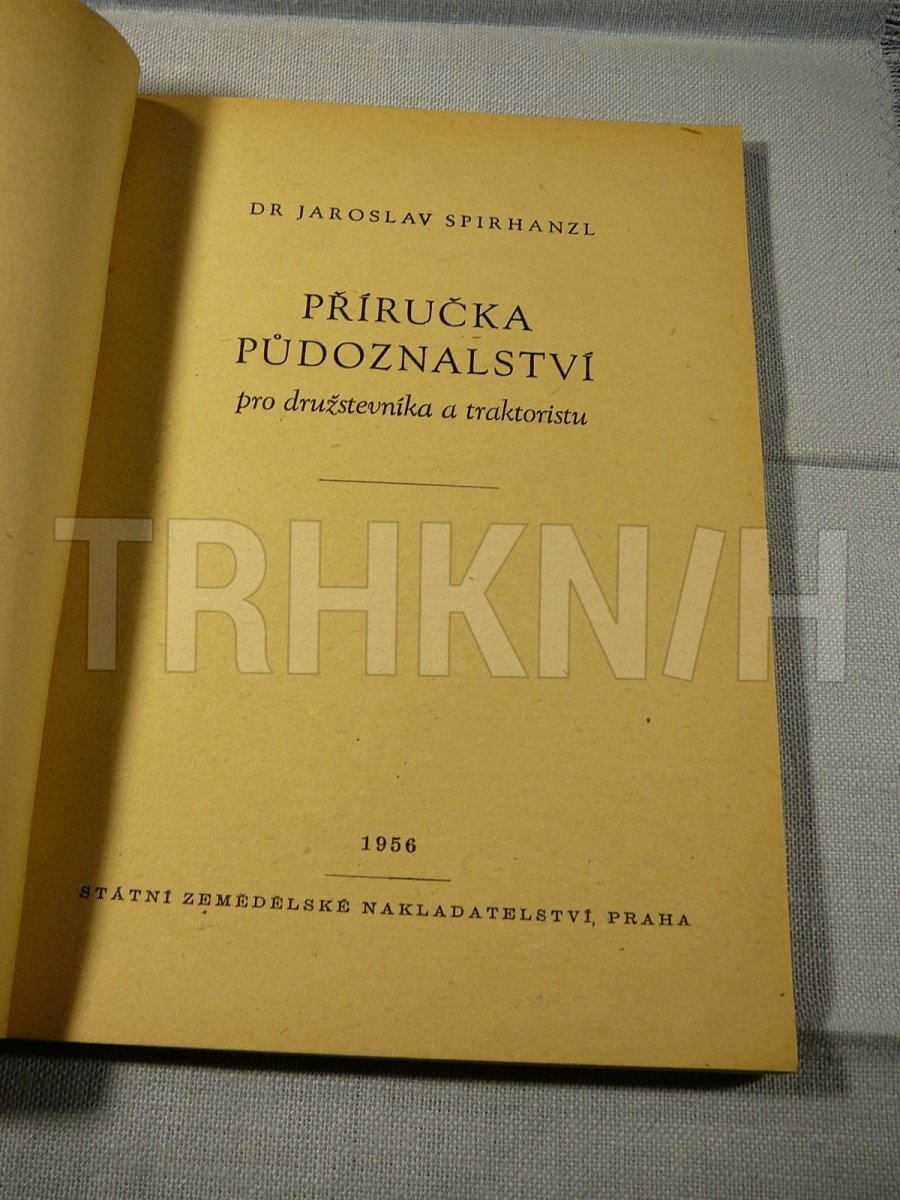 DR JAROSLAV SPIRHANZL
PŘÍRUČKA
PŮDOZNALSTVÍ
pro družstevníka a traktoristu
TRHKNIH
1956
STÁTNÍ ZEMĚDĚLSKÉ NAKLADATELSTVÍ, PRAHA